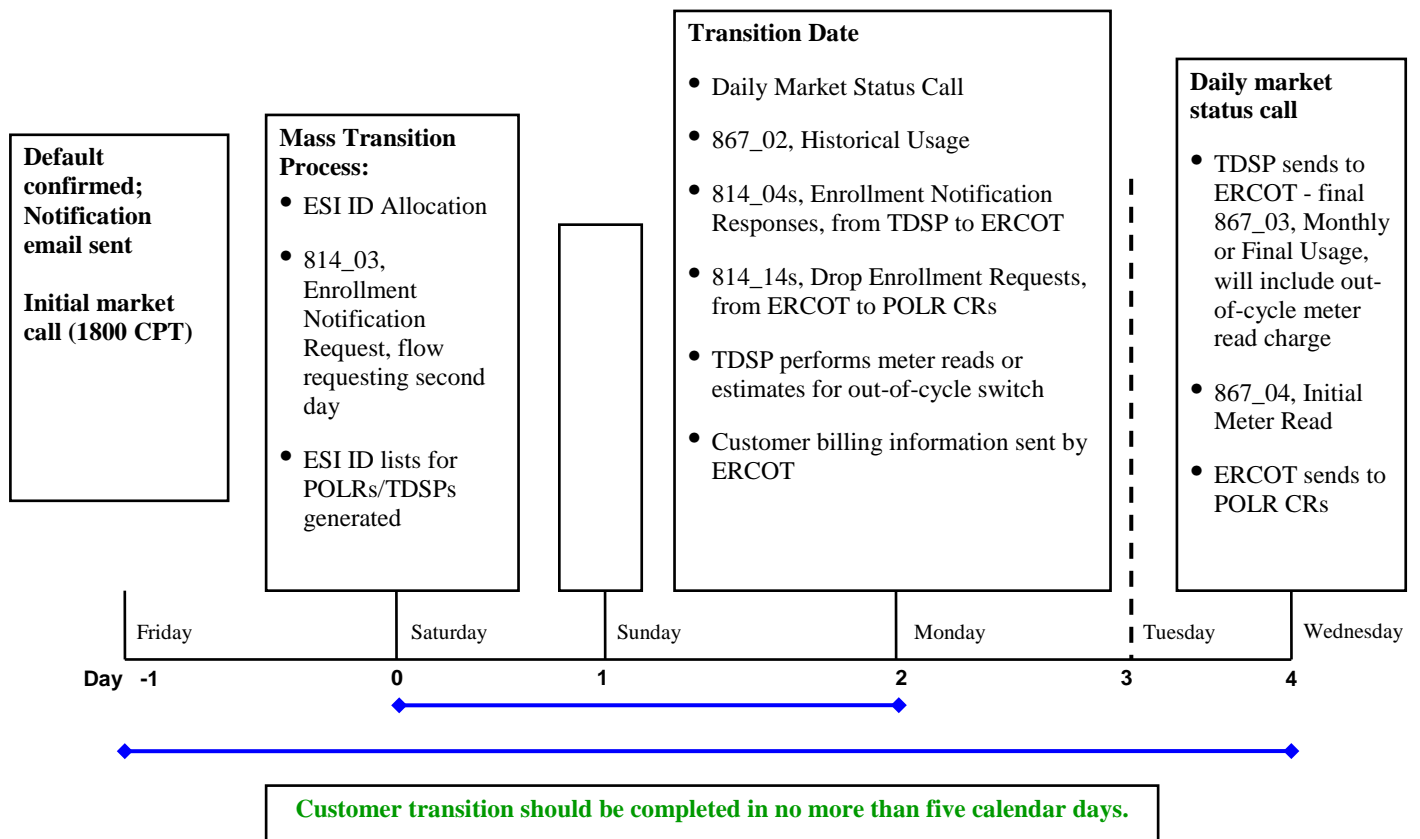 Default
confirmed;
Notification
email sent
Initial market
call (1800 CPT)
Mass Transition
Process:
• ESI ID Allocation
• 814_03,
Enrollment
Notification
Request, flow
requesting second
day
• ESI ID lists for
POLRs/TDSPs
generated
Transition Date
• Daily Market Status Call
• 867_02, Historical Usage
• 814_04s, Enrollment Notification
Responses, from TDSP to ERCOT
• 814_14s, Drop Enrollment Requests,
from ERCOT to POLR CRs
• TDSP performs meter reads or
estimates for out-of-cycle switch
• Customer billing information sent by
ERCOT
Daily market
status call
• TDSP sends to
ERCOT - final
867_03, Monthly
or Final Usage,
will include out-
of-cycle meter
read charge
• 867_04, Initial
Meter Read
• ERCOT sends to
POLR CRs
Friday Saturday Sunday Monday Tuesday Wednesday
Day -1 0 1 2 3 4
Customer transition should be completed in no more than five calendar days.